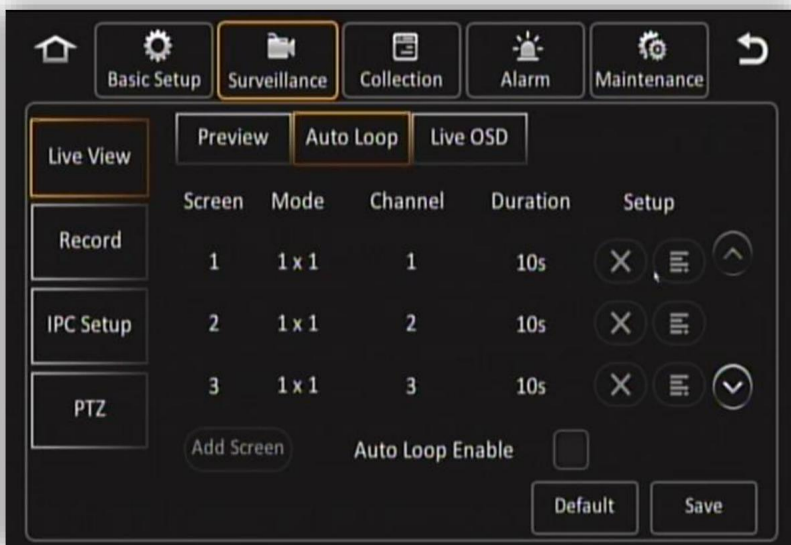 Basic Setup Surveillance Collection Alarm Maintenance
Live View
Record
IPC Setup
PTZ
Preview Auto Loop Live OSD
Screen Mode Channel Duration Setup
1 1 x 1 1 10s
2 1 x 1 2 10s
3 1 x 1 3 10s
Add Screen Auto Loop Enable
Default Save